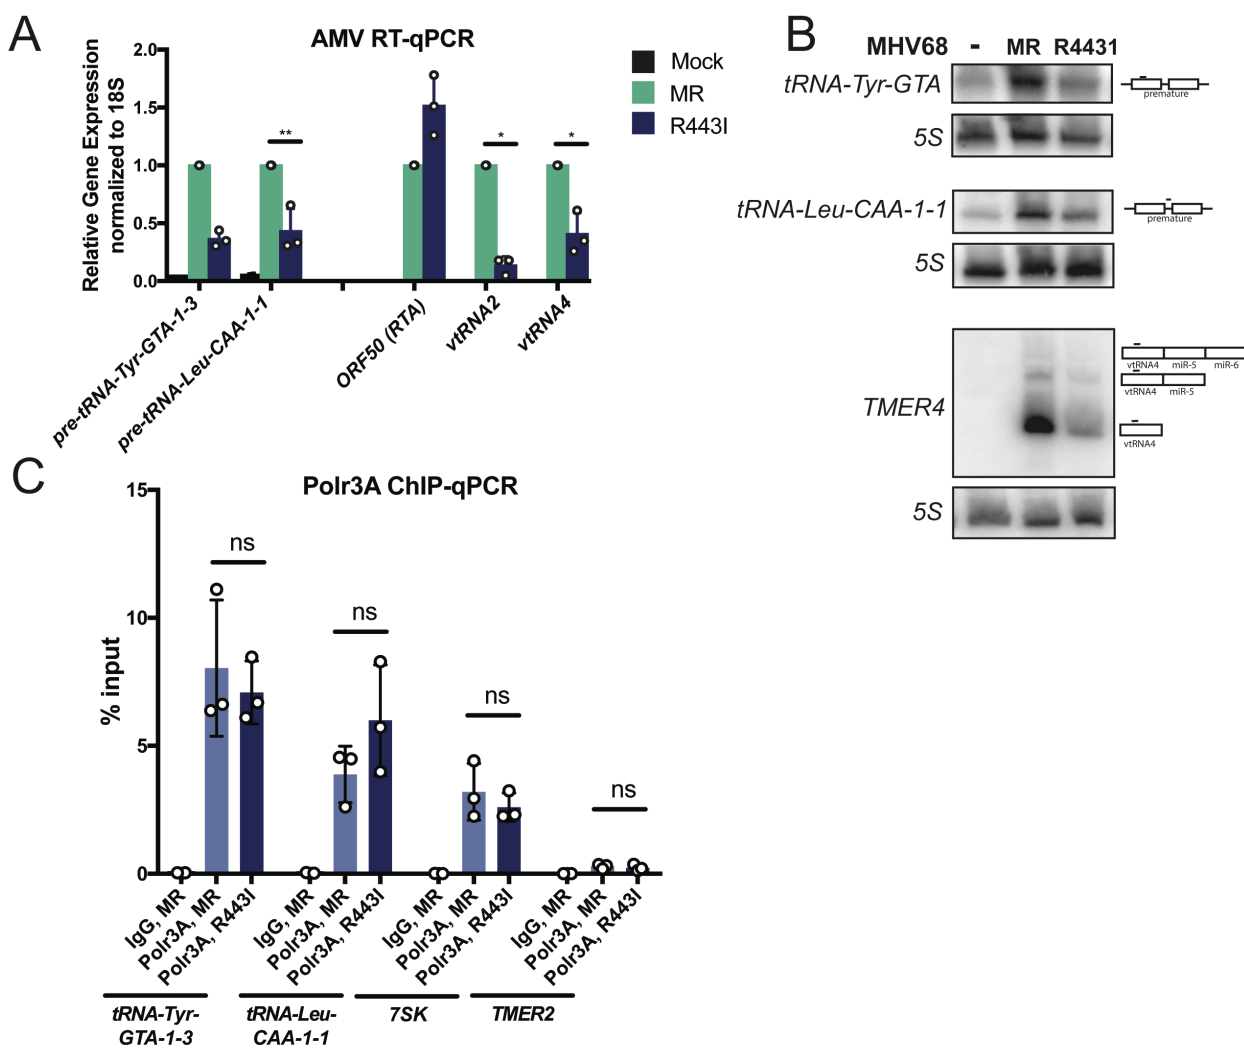 A
AMV RT-qPCR
Relative Gene Expression
normalized to 18S
2.0
1.5
1.0
0.5
0.0
**
*
*
Mock
MR
R443I
pre-tRNA-Tyr-GTA-1-3
pre-tRNA-Leu-CAA-1-1
ORF50 (RTA)
vtRNA2
vtRNA4
B
MHV68 - MR R4431
tRNA-Tyr-GTA
premature
5S
tRNA-Leu-CAA-1-1
premature
5S
TMER4
vtRNA4 miR-5 miR-6
vtRNA4 miR-5
vtRNA4
5S
C
Polr3A ChIP-qPCR
% input
15
10
5
0
ns
ns
ns
ns
IgG, MR
Polr3A, MR
Polr3A, R443I
IgG, MR
Polr3A, MR
Polr3A, R443I
IgG, MR
Polr3A, MR
Polr3A, R443I
IgG, MR
Polr3A, MR
Polr3A, R443I
tRNA-Tyr-
GTA-1-3
tRNA-Leu-
CAA-1-1
7SK
TMER2